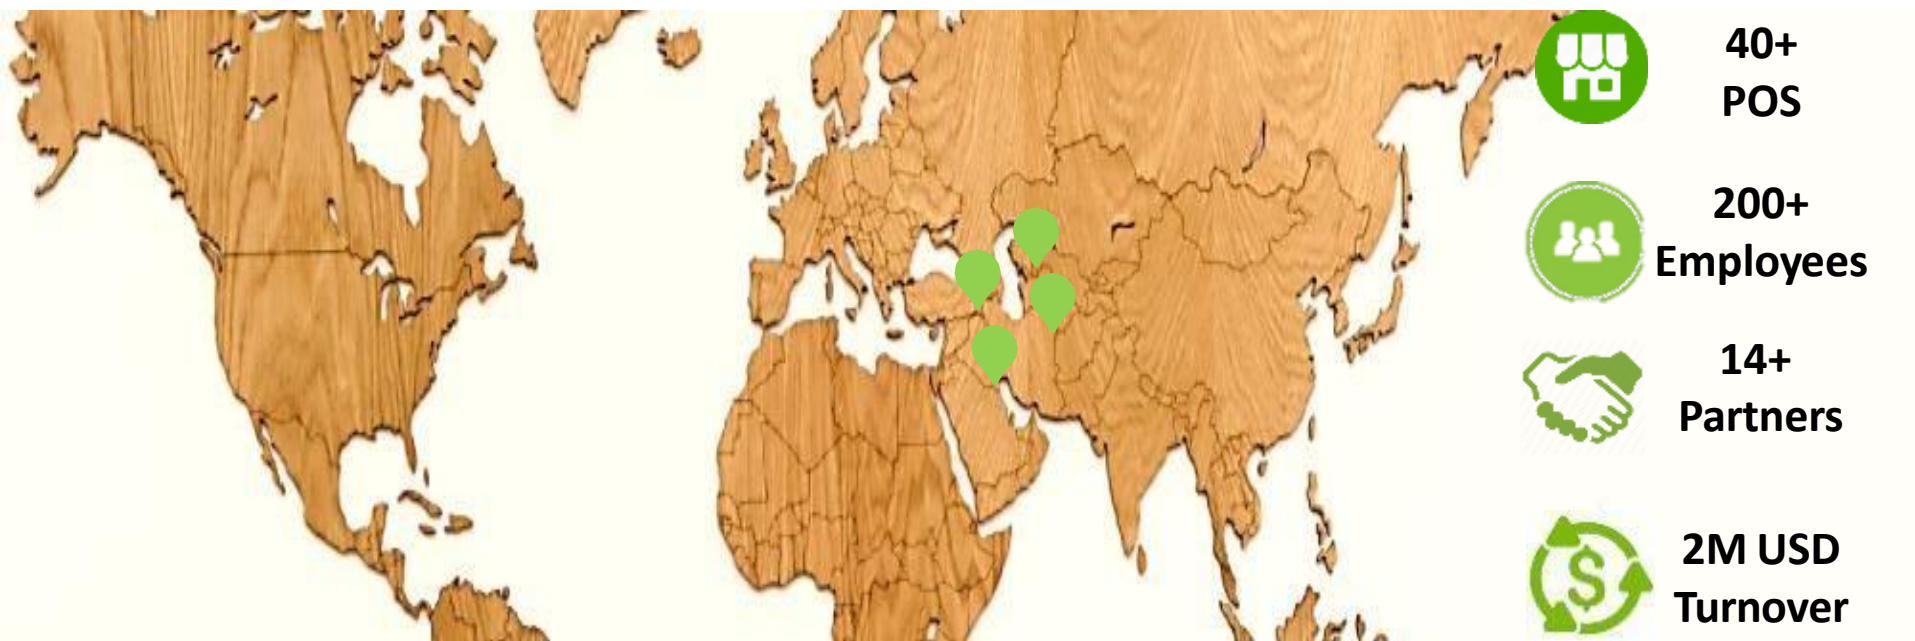 40+
POS
200+
Employees
14+
Partners
2M USD
Turnover